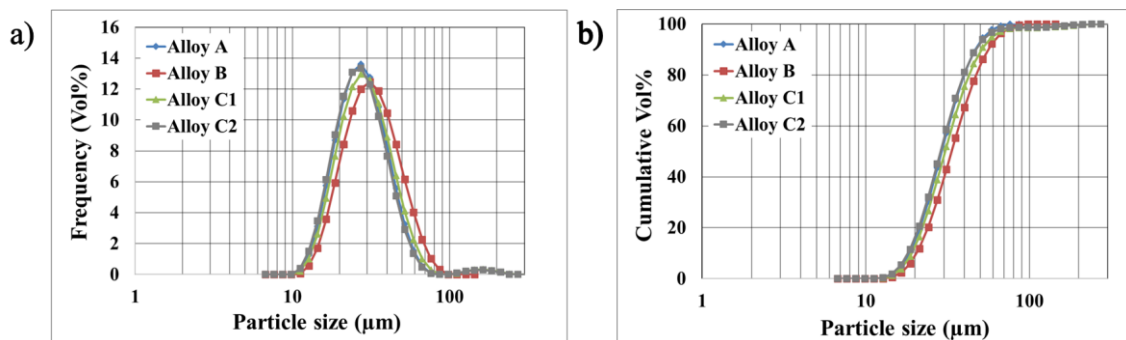 a)
Frequency (Vol%)
16
14
12
10
8
6
4
2
0
Alloy A
Alloy B
Alloy C1
Alloy C2
1
10
100
Particle size (µm)
b)
Cumulative Vol%
100
80
60
40
20
0
Alloy A
Alloy B
Alloy C1
Alloy C2
1
10
100
Particle size (µm)